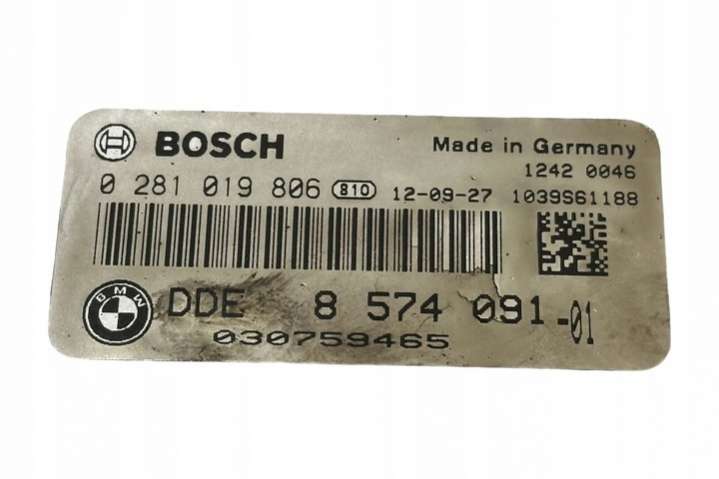 BOSCH Made in Germany
1242 0046
0 281 019 806 810 12-09-27 1039S61188
BMW DDE 8 574 091-01
030759465